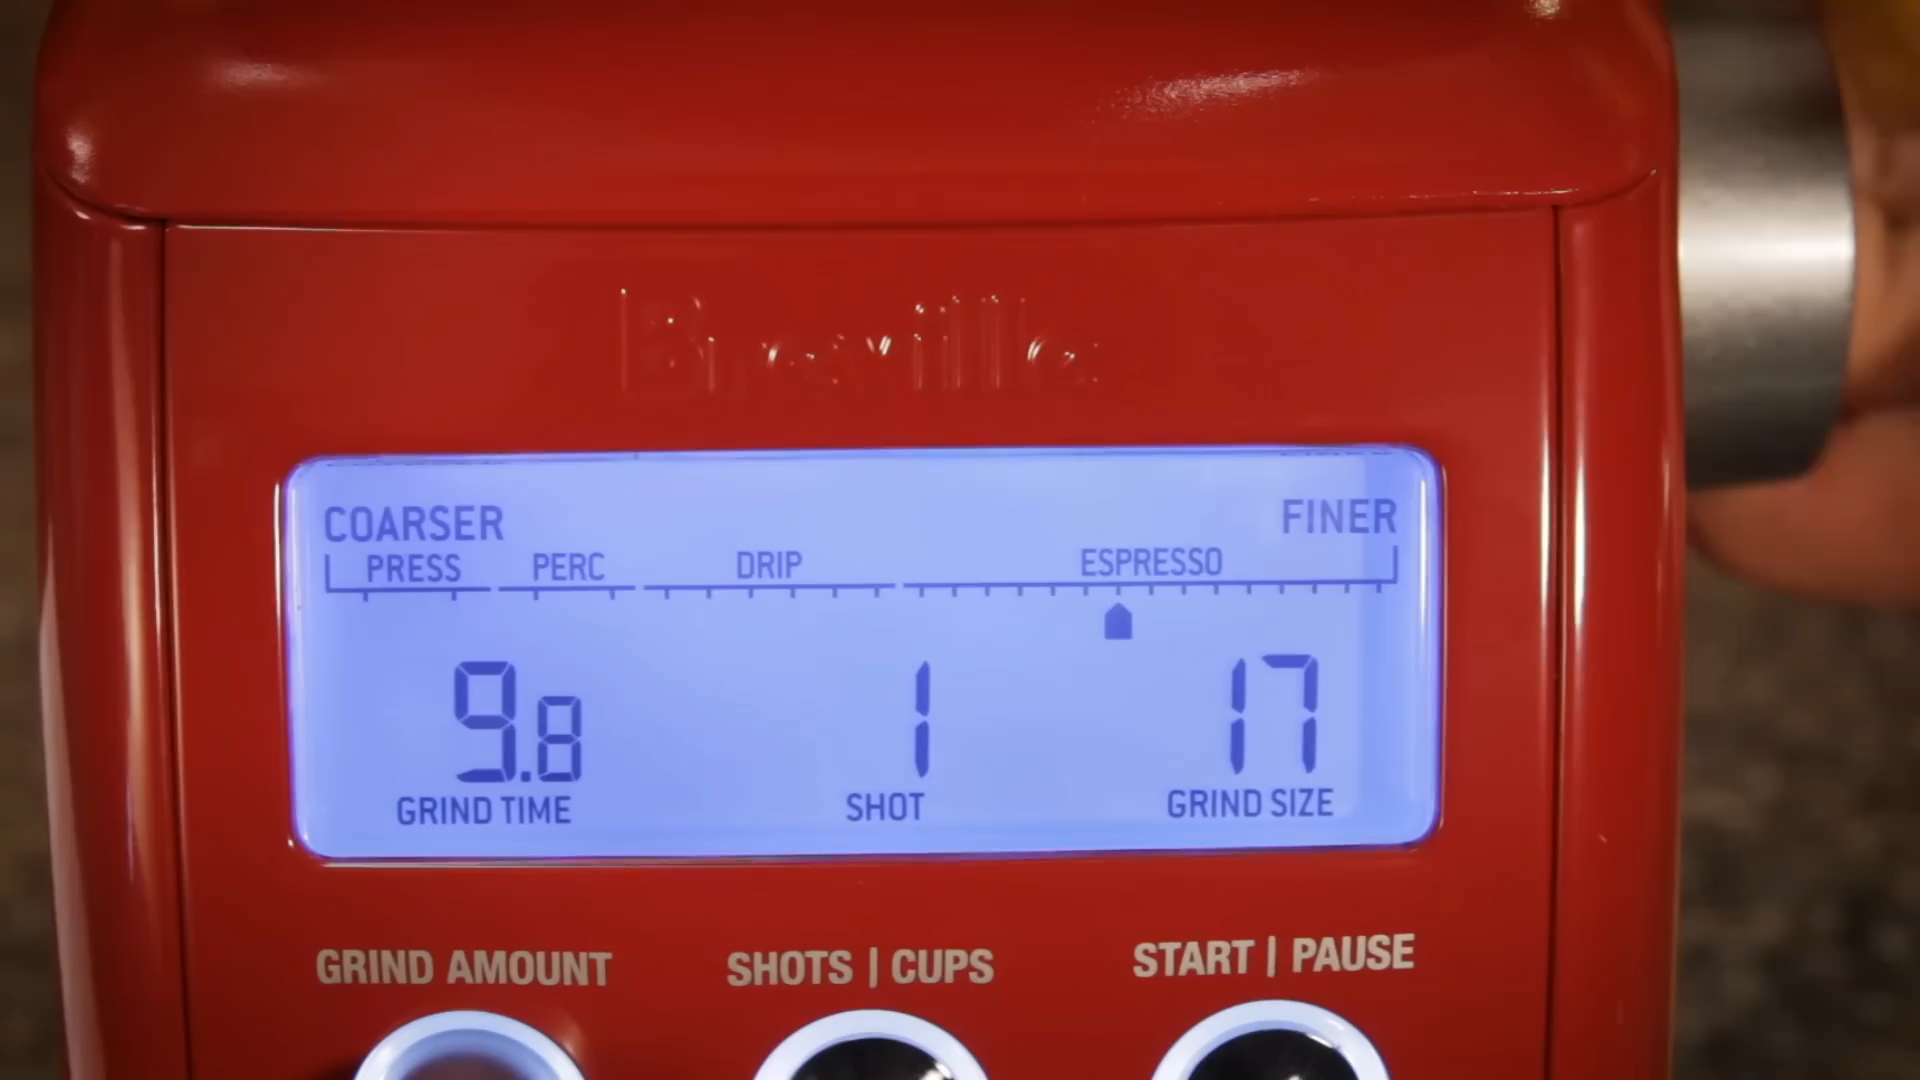 Breville
COARSER FINER
PRESS PERC DRIP ESPRESSO
9.8 1 17
GRIND TIME SHOT GRIND SIZE
GRIND AMOUNT SHOTS | CUPS START | PAUSE